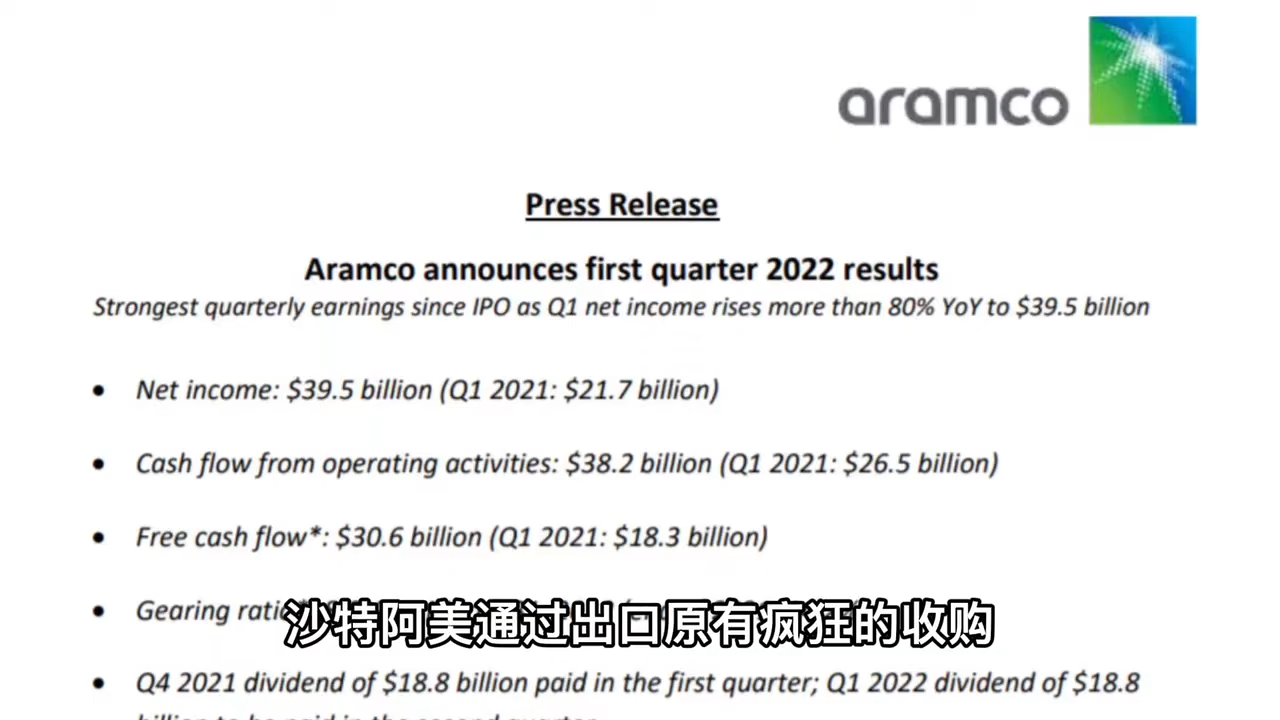 aramco
Press Release
Aramco announces first quarter 2022 results
Strongest quarterly earnings since IPO as Q1 net income rises more than 80% YoY to $39.5 billion
• Net income: $39.5 billion (Q1 2021: $21.7 billion)
• Cash flow from operating activities: $38.2 billion (Q1 2021: $26.5 billion)
• Free cash flow*: $30.6 billion (Q1 2021: $18.3 billion)
• Gearing
沙特阿美通过出口原有疯狂的收购
• Q4 2021 dividend of $18.8 billion paid in the first quarter; Q1 2022 dividend of $18.8